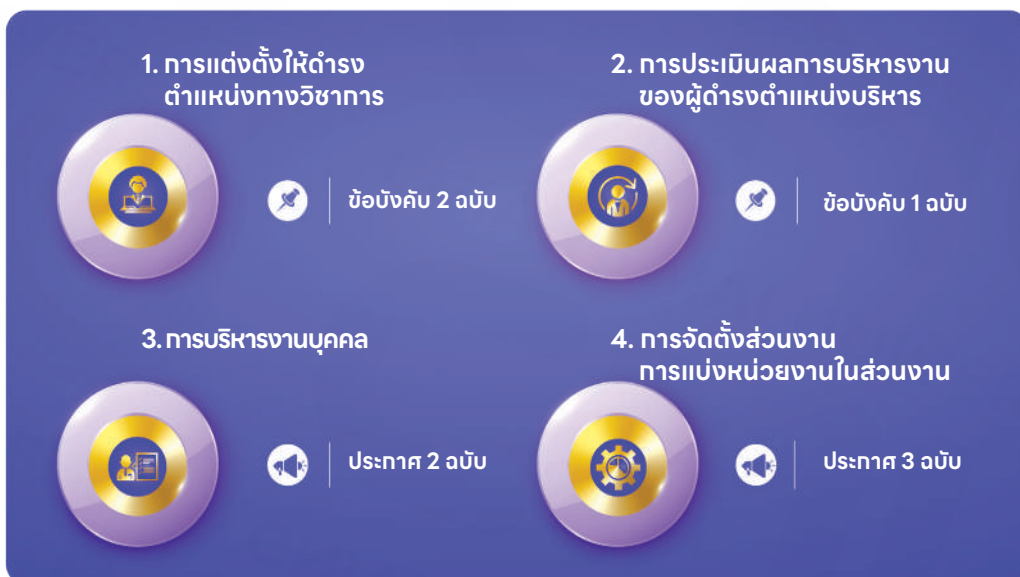 1. การแต่งตั้งให้ดำรง
ตำแหน่งทางวิชาการ
ข้อบังคับ 2 ฉบับ
2. การประเมินผลการบริหารงาน
ของผู้ดำรงตำแหน่งบริหาร
ข้อบังคับ 1 ฉบับ
3. การบริหารงานบุคคล
ประกาศ 2 ฉบับ
4. การจัดตั้งส่วนงาน
การแบ่งหน่วยงานในส่วนงาน
ประกาศ 3 ฉบับ